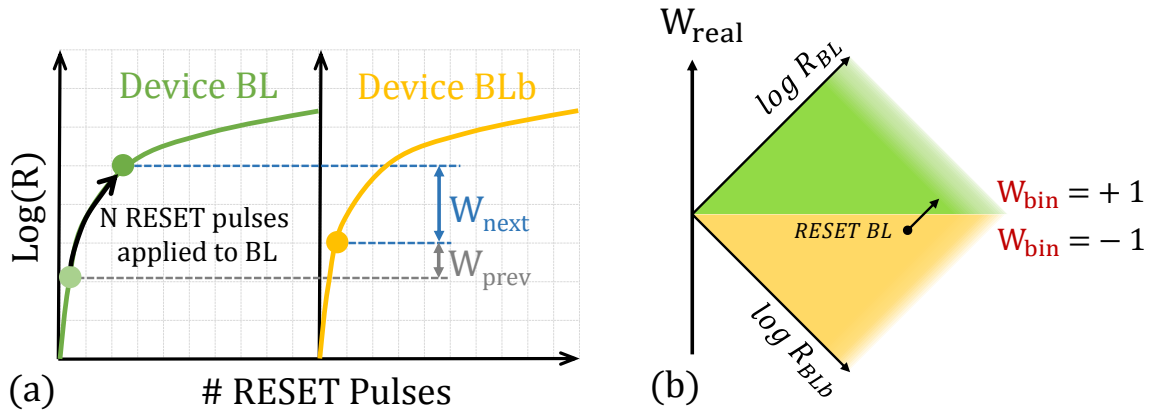 Device BL
Device BLb
Log(R)
N RESET pulses
applied to BL
W_next
W_prev
(a)
# RESET Pulses
W_real
log R_BL
W_bin = + 1
RESET BL
W_bin = − 1
log R_BLb
(b)